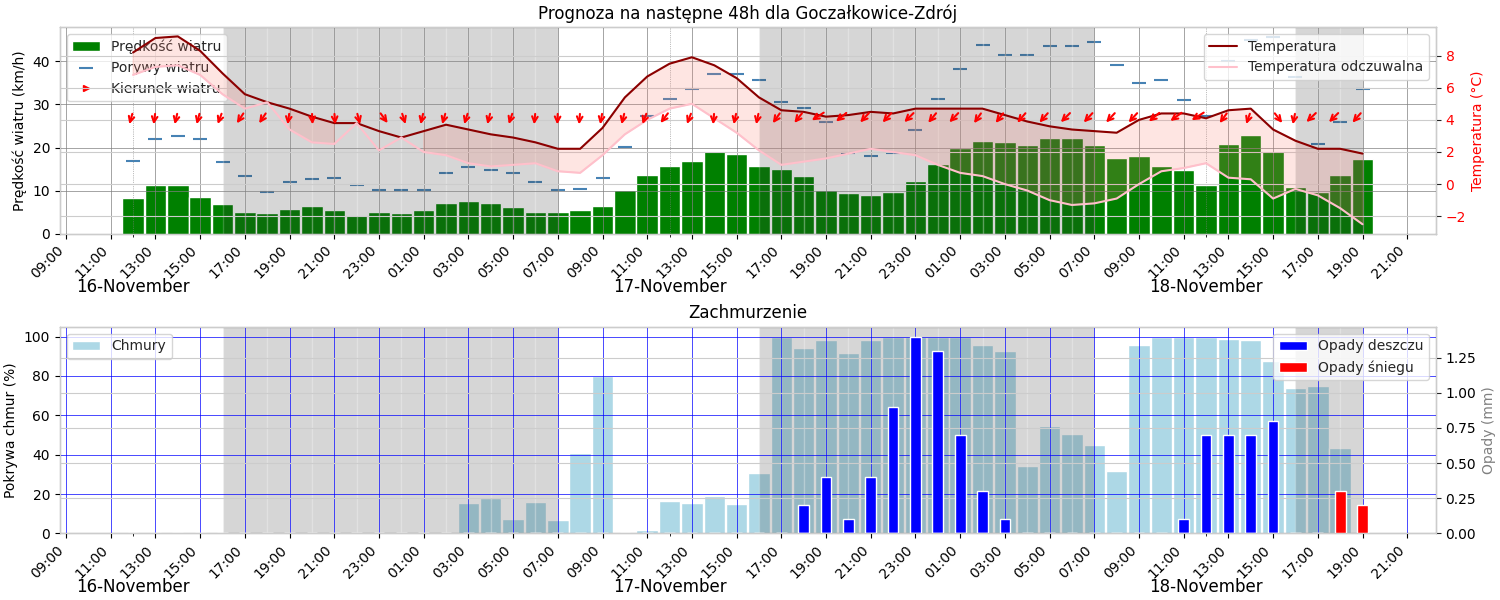 Prognoza na następne 48h dla Goczałkowice-Zdrój
Prędkość wiatru (km/h)
40
30
20
10
0
Prędkość wiatru
Porywy wiatru
Kierunek wiatru
Temperatura
Temperatura odczuwalna
8
6
4
2
0
−2
Temperatura (°C)
09:00 11:00 13:00 15:00 17:00 19:00 21:00 23:00 01:00 03:00 05:00 07:00 09:00 11:00 13:00 15:00 17:00 19:00 21:00 23:00 01:00 03:00 05:00 07:00 09:00 11:00 13:00 15:00 17:00 19:00 21:00
16-November 17-November 18-November
Zachmurzenie
Pokrywa chmur (%)
100
80
60
40
20
0
Chmury
Opady deszczu
Opady śniegu
1.25
1.00
0.75
0.50
0.25
0.00
Opady (mm)
09:00 11:00 13:00 15:00 17:00 19:00 21:00 23:00 01:00 03:00 05:00 07:00 09:00 11:00 13:00 15:00 17:00 19:00 21:00 23:00 01:00 03:00 05:00 07:00 09:00 11:00 13:00 15:00 17:00 19:00 21:00
16-November 17-November 18-November